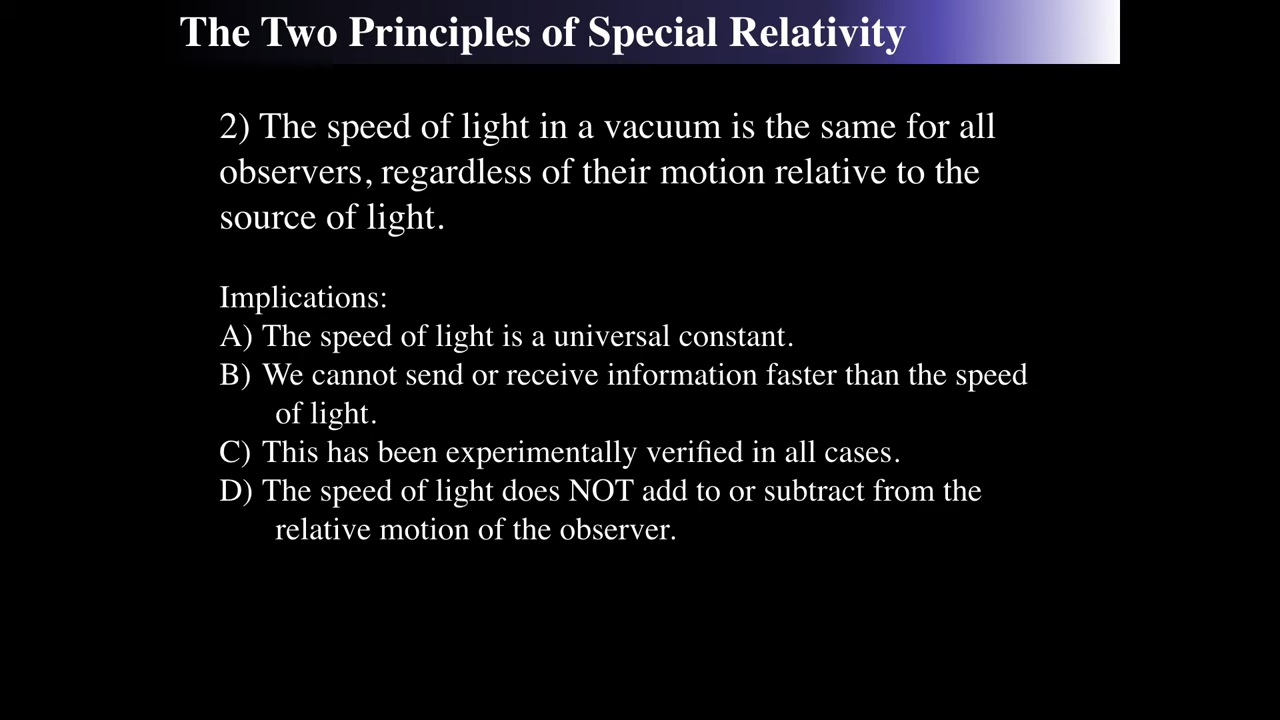 The Two Principles of Special Relativity
2) The speed of light in a vacuum is the same for all
observers, regardless of their motion relative to the
source of light.
Implications:
A) The speed of light is a universal constant.
B) We cannot send or receive information faster than the speed
of light.
C) This has been experimentally verified in all cases.
D) The speed of light does NOT add to or subtract from the
relative motion of the observer.